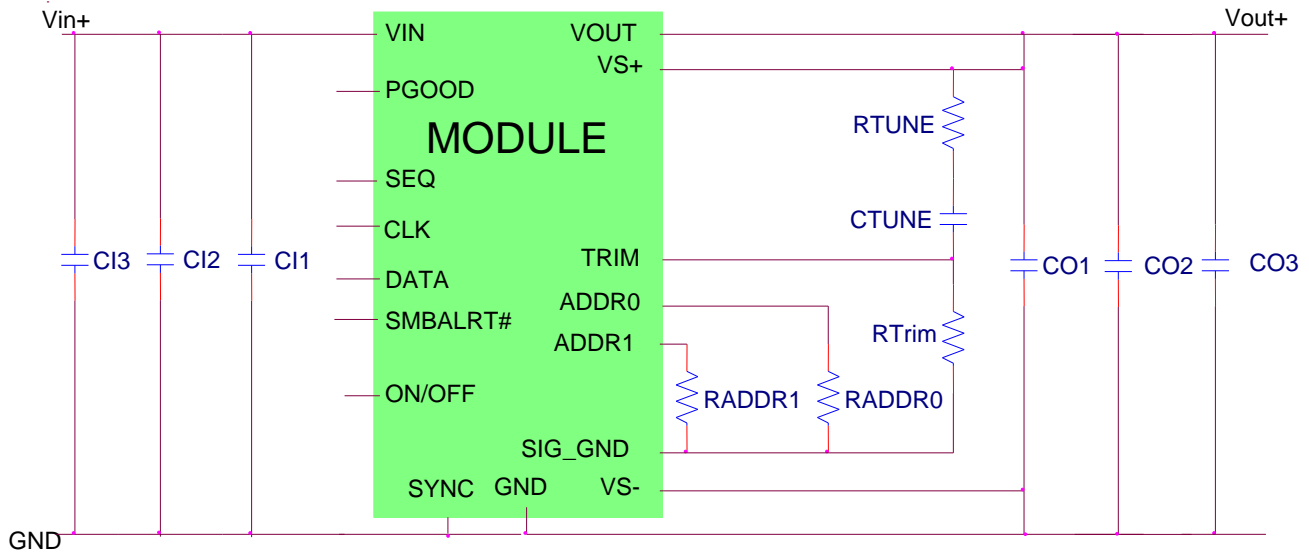 Vin+
Vout+
VIN
VOUT
VS+
PGOOD
RTUNE
MODULE
SEQ
CTUNE
CLK
TRIM
CI3
CI2
CI1
CO1
CO2
CO3
DATA
ADDR0
SMBALRT#
RTrim
ADDR1
ON/OFF
RADDR1
RADDR0
SIG_GND
SYNC
GND
VS-
GND